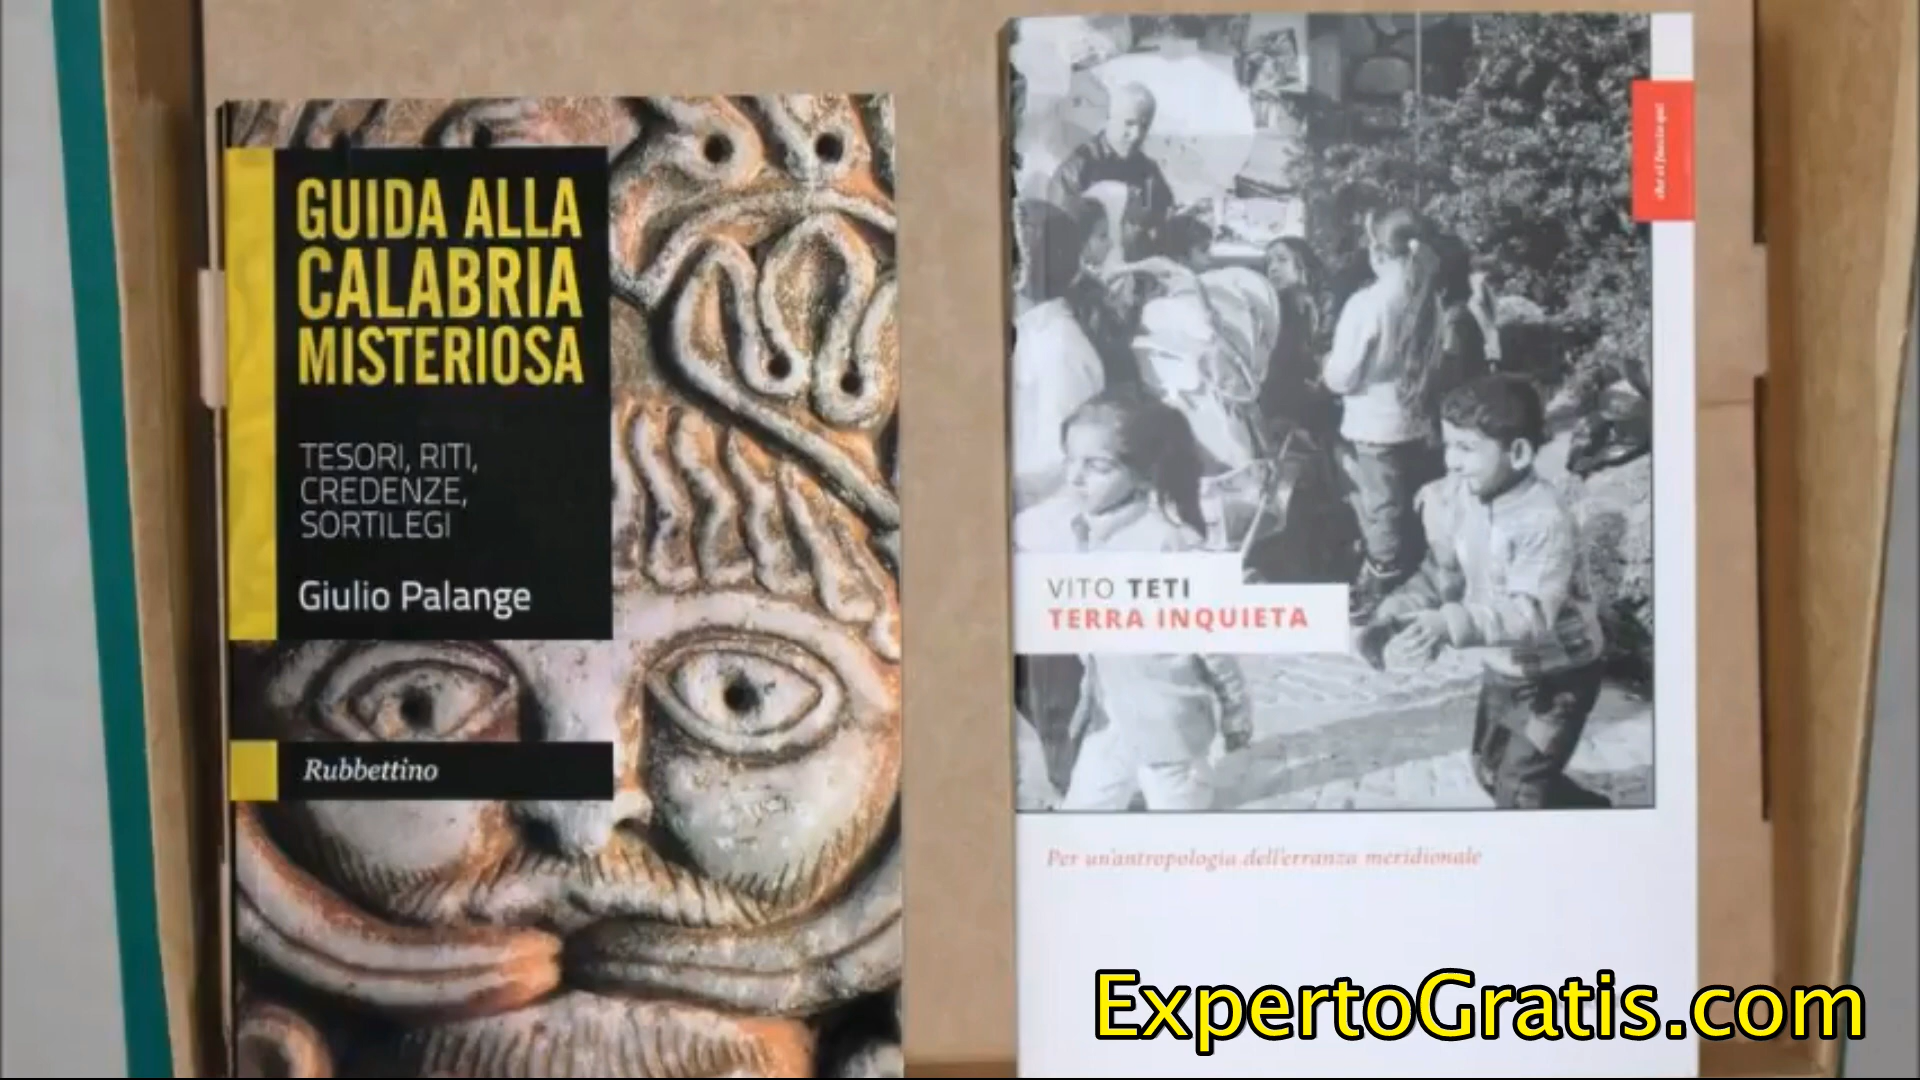 GUIDA ALLA
CALABRIA
MISTERIOSA
TESORI, RITI,
CREDENZE,
SORTILEGI
Giulio Palange
Rubbettino
VITO TETI
TERRA INQUIETA
Per un'antropologia dell'erranza meridionale
ExpertoGratis.com